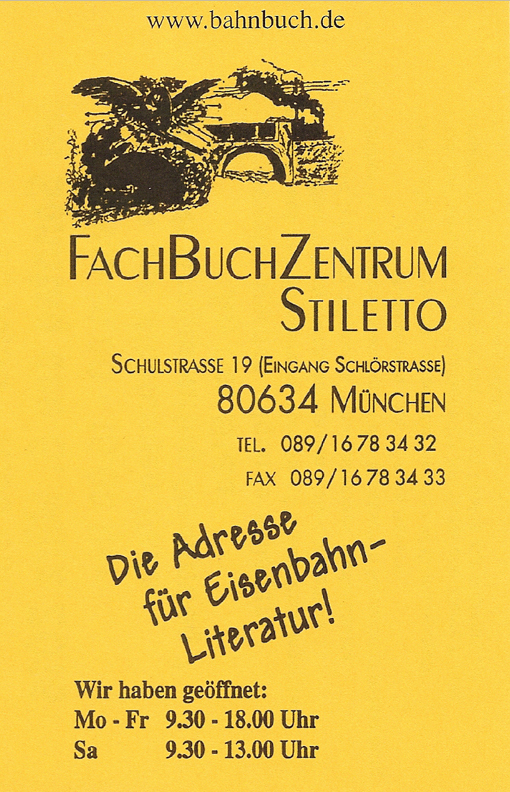 www.bahnbuch.de
FACHBUCHZENTRUM
STILETTO
SCHULSTRASSE 19 (EINGANG SCHLÖRSTRASSE)
80634 MÜNCHEN
TEL. 089/16 78 34 32
FAX 089/16 78 34 33
Die Adresse
für Eisenbahn-
Literatur!
Wir haben geöffnet:
Mo - Fr 9.30 - 18.00 Uhr
Sa 9.30 - 13.00 Uhr